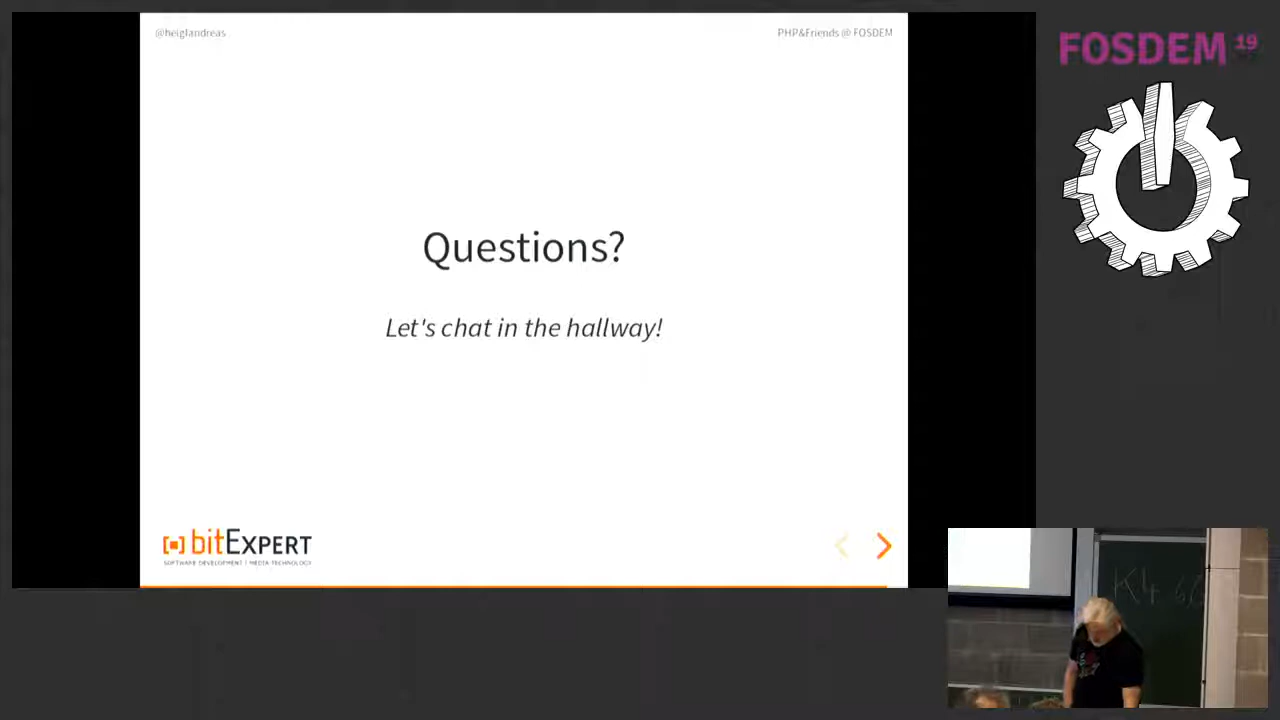 @heiglandreas
PHP&Friends @ FOSDEM
FOSDEM 19
Questions?
Let's chat in the hallway!
bitExpert
SOFTWARE DEVELOPMENT | MEDIA TECHNOLOGY